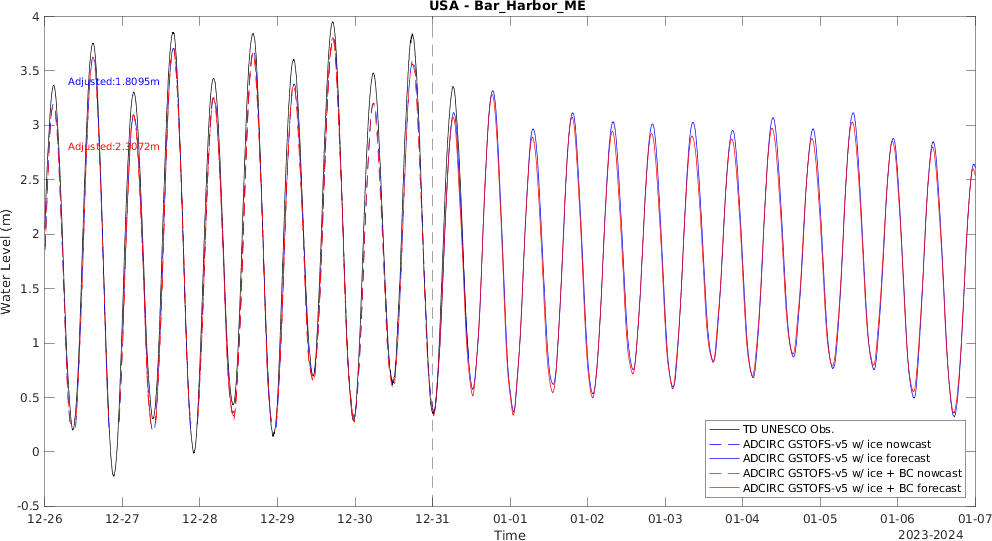 USA - Bar_Harbor_ME
4
3.5
3
2.5
2
1.5
1
0.5
0
-0.5
Water Level (m)
Adjusted:1.8095m
Adjusted:2.3072m
TD UNESCO Obs.
ADCIRC GSTOFS-v5 w/ ice nowcast
ADCIRC GSTOFS-v5 w/ ice forecast
ADCIRC GSTOFS-v5 w/ ice + BC nowcast
ADCIRC GSTOFS-v5 w/ ice + BC forecast
12-26 12-27 12-28 12-29 12-30 12-31 01-01 01-02 01-03 01-04 01-05 01-06 01-07
Time
2023-2024